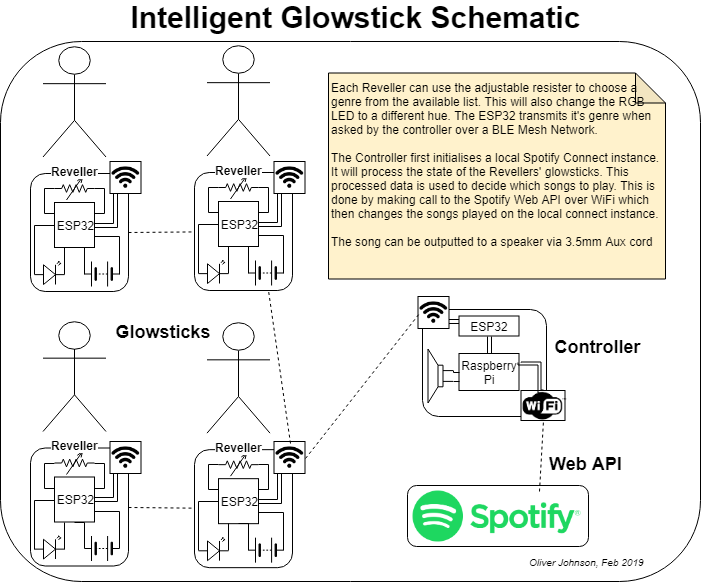 Intelligent Glowstick Schematic
Each Reveller can use the adjustable resister to choose a
genre from the available list. This will also change the RGB
LED to a different hue. The ESP32 transmits it's genre when
asked by the controller over a BLE Mesh Network.
The Controller first initialises a local Spotify Connect instance.
It will process the state of the Revellers' glowsticks. This
processed data is used to decide which songs to play. This is
done by making call to the Spotify Web API over WiFi which
then changes the songs played on the local connect instance.
The song can be outputted to a speaker via 3.5mm Aux cord
Reveller
ESP32
Reveller
ESP32
Glowsticks
Reveller
ESP32
Reveller
ESP32
ESP32
Raspberry
Pi
Controller
Wi Fi
Web API
Spotify®
Oliver Johnson, Feb 2019